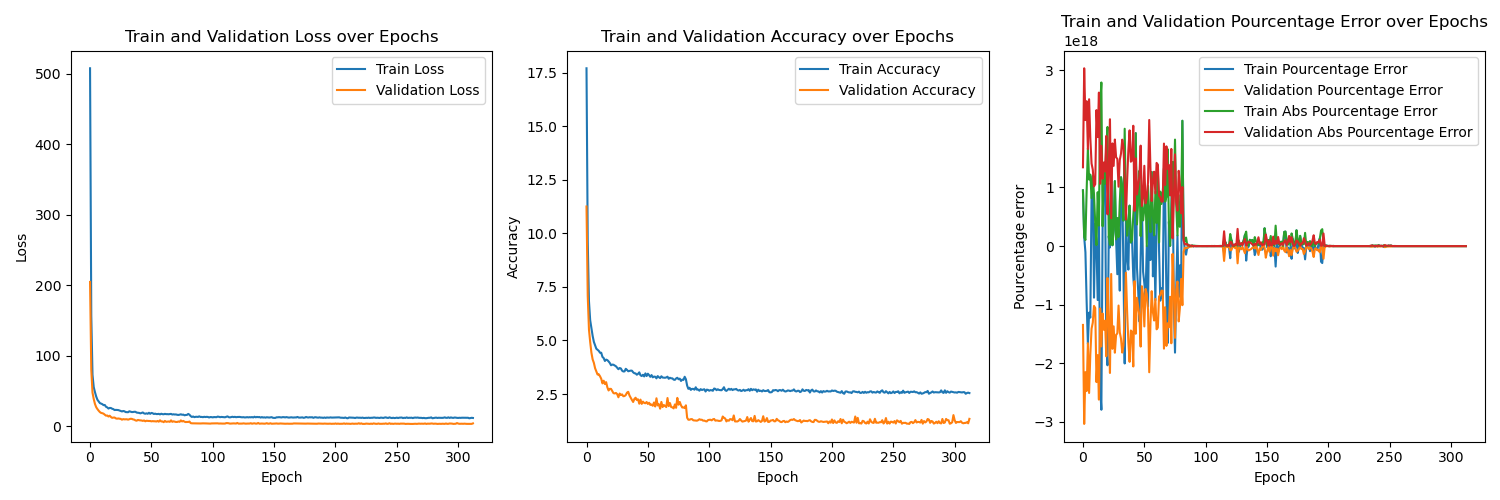 Train and Validation Loss over Epochs
Train Loss
Validation Loss
Loss
500
400
300
200
100
0
0 50 100 150 200 250 300
Epoch
Train and Validation Accuracy over Epochs
Train Accuracy
Validation Accuracy
Accuracy
17.5
15.0
12.5
10.0
7.5
5.0
2.5
0 50 100 150 200 250 300
Epoch
Train and Validation Pourcentage Error over Epochs
1e18
Train Pourcentage Error
Validation Pourcentage Error
Train Abs Pourcentage Error
Validation Abs Pourcentage Error
Pourcentage error
3
2
1
0
−1
−2
−3
0 50 100 150 200 250 300
Epoch